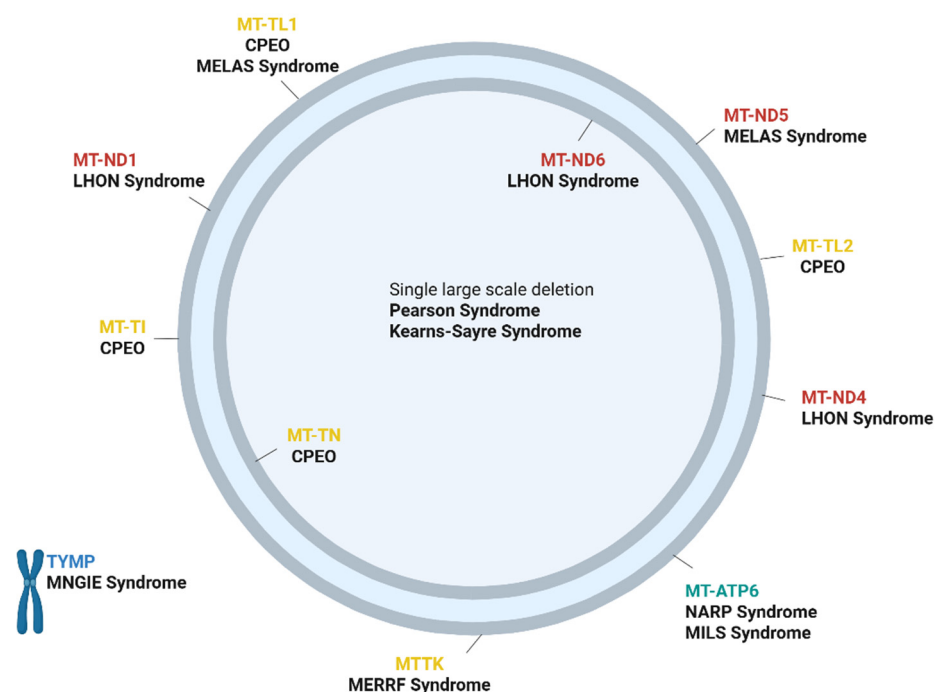 MT-TL1
CPEO
MELAS Syndrome
MT-ND5
MELAS Syndrome
MT-ND1
LHON Syndrome
MT-ND6
LHON Syndrome
MT-TL2
CPEO
Single large scale deletion
Pearson Syndrome
Kearns-Sayre Syndrome
MT-TI
CPEO
MT-ND4
LHON Syndrome
MT-TN
CPEO
TYMP
MNGIE Syndrome
MT-ATP6
NARP Syndrome
MILS Syndrome
MTTK
MERRF Syndrome